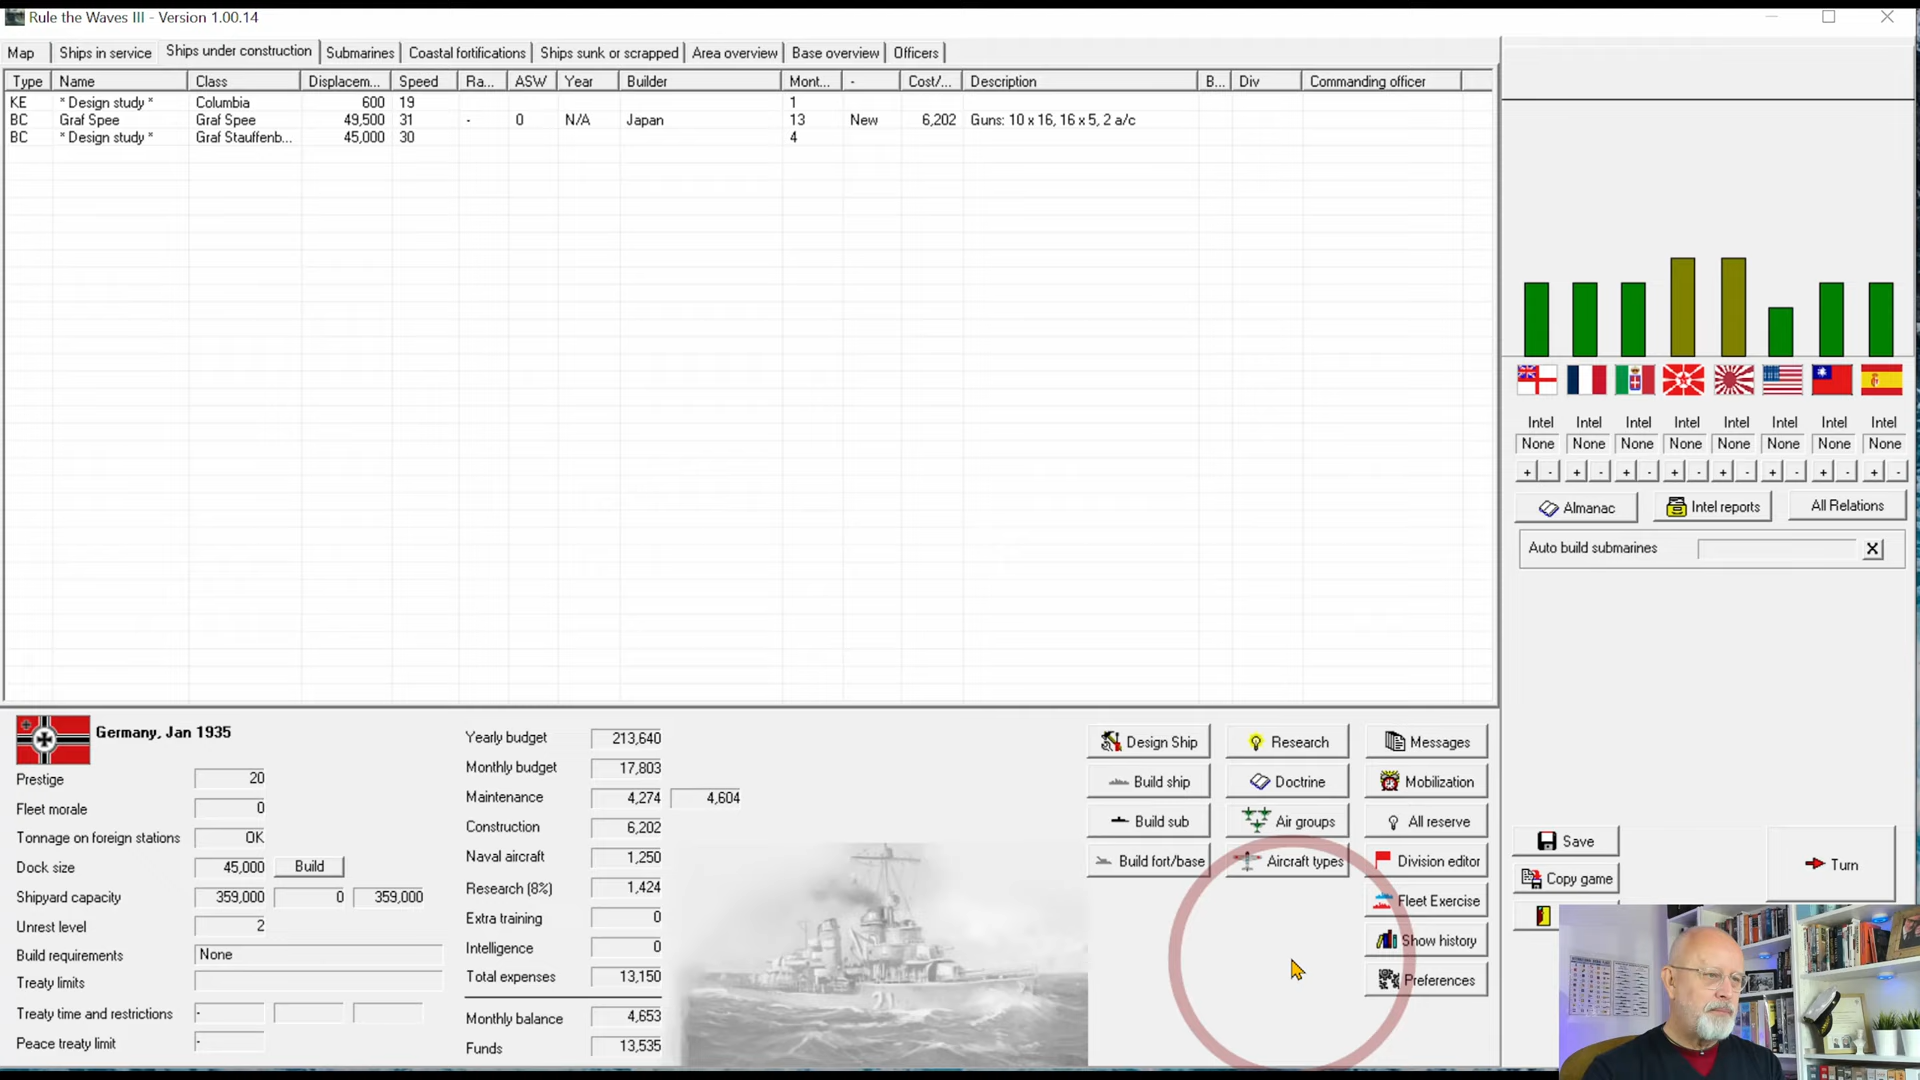 Rule the Waves III - Version 1.00.14
Map Ships in service Ships under construction Submarines Coastal fortifications Ships sunk or scrapped Area overview Base overview Officers
Type Name Class Displacem... Speed Ra... ASW Year Builder Mont... - Cost/... Description B... Div Commanding officer
KE * Design study * Columbia 600 19 1
BC Graf Spee Graf Spee 49,500 31 - 0 N/A Japan 13 New 6,202 Guns: 10 x 16, 16 x 5, 2 a/c
BC * Design study * Graf Stauffenb... 45,000 30 4
Intel Intel Intel Intel Intel Intel Intel Intel
None None None None None None None None
+ - + - + - + - + - + - + - + -
Almanac Intel reports All Relations
Auto build submarines X
Germany, Jan 1935
Prestige 20
Fleet morale 0
Tonnage on foreign stations OK
Dock size 45,000 Build
Shipyard capacity 359,000 0 359,000
Unrest level 2
Build requirements None
Treaty limits
Treaty time and restrictions -
Peace treaty limit -
Yearly budget 213,640
Monthly budget 17,803
Maintenance 4,274 4,604
Construction 6,202
Naval aircraft 1,250
Research (8%) 1,424
Extra training 0
Intelligence 0
Total expenses 13,150
Monthly balance 4,653
Funds 13,535
Design Ship Research Messages
Build ship Doctrine Mobilization
Build sub Air groups All reserve
Build fort/base Aircraft types Division editor
Fleet Exercise
Show history
Preferences
Save
Copy game
Turn